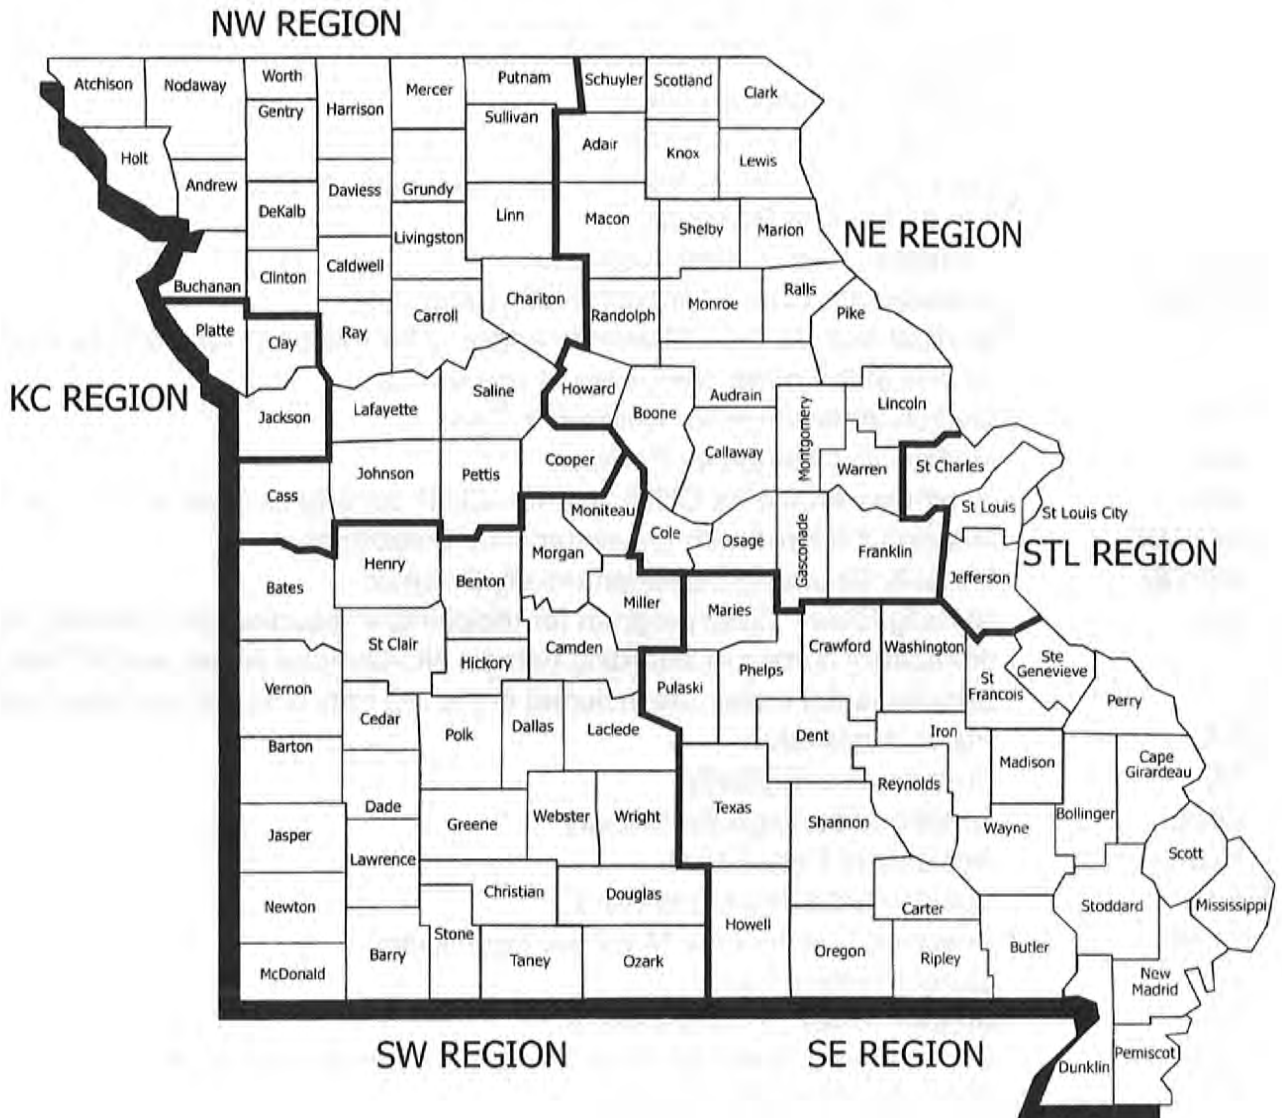 NW REGION
Atchison
Nodaway
Worth
Gentry
Harrison
Mercer
Putnam
Sullivan
Schuyler
Scotland
Clark
Holt
Andrew
DeKalb
Daviess
Grundy
Linn
Adair
Knox
Lewis
Macon
Shelby
Marion
NE REGION
Livingston
Buchanan
Clinton
Caldwell
Chariton
Carroll
Randolph
Monroe
Ralls
Pike
Platte
Clay
Ray
KC REGION
Jackson
Lafayette
Saline
Howard
Boone
Audrain
Montgomery
Lincoln
Johnson
Pettis
Cooper
Callaway
Warren
St Charles
Cass
Moniteau
Cole
Osage
Gasconade
Franklin
St Louis
St Louis City
STL REGION
Jefferson
Bates
Henry
Benton
Morgan
Miller
Maries
St Clair
Hickory
Camden
Pulaski
Phelps
Crawford
Washington
St
Francois
Ste
Genevieve
Perry
Vernon
Cedar
Polk
Dallas
Laclede
Dent
Iron
Madison
Cape
Girardeau
Barton
Dade
Greene
Webster
Wright
Texas
Shannon
Reynolds
Wayne
Bollinger
Scott
Jasper
Lawrence
Christian
Douglas
Howell
Carter
Stoddard
Mississippi
Newton
Stone
Barry
Taney
Ozark
Oregon
Ripley
Butler
New
Madrid
McDonald
Dunklin
Pemiscot
SW REGION
SE REGION